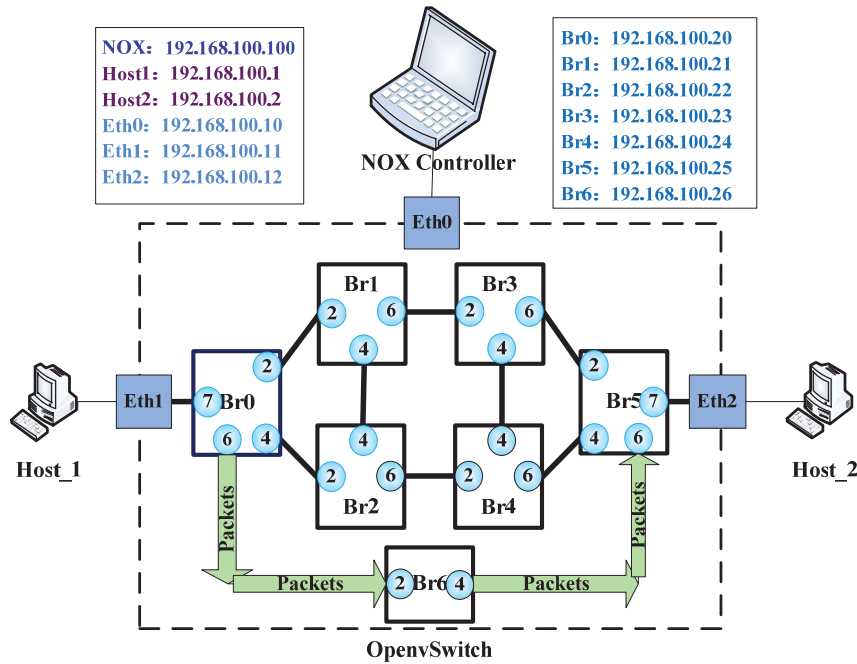 NOX: 192.168.100.100
Host1: 192.168.100.1
Host2: 192.168.100.2
Eth0: 192.168.100.10
Eth1: 192.168.100.11
Eth2: 192.168.100.12
Br0: 192.168.100.20
Br1: 192.168.100.21
Br2: 192.168.100.22
Br3: 192.168.100.23
Br4: 192.168.100.24
Br5: 192.168.100.25
Br6: 192.168.100.26
NOX Controller
Eth0
Br1
2
6
4
Br3
2
6
4
Host_1
Eth1
7
Br0
2
6
4
2
Br5
7
4
6
Eth2
Host_2
4
2
6
Br2
4
2
6
Br4
Packets
Packets
2
Br6
4
Packets
Packets
OpenvSwitch